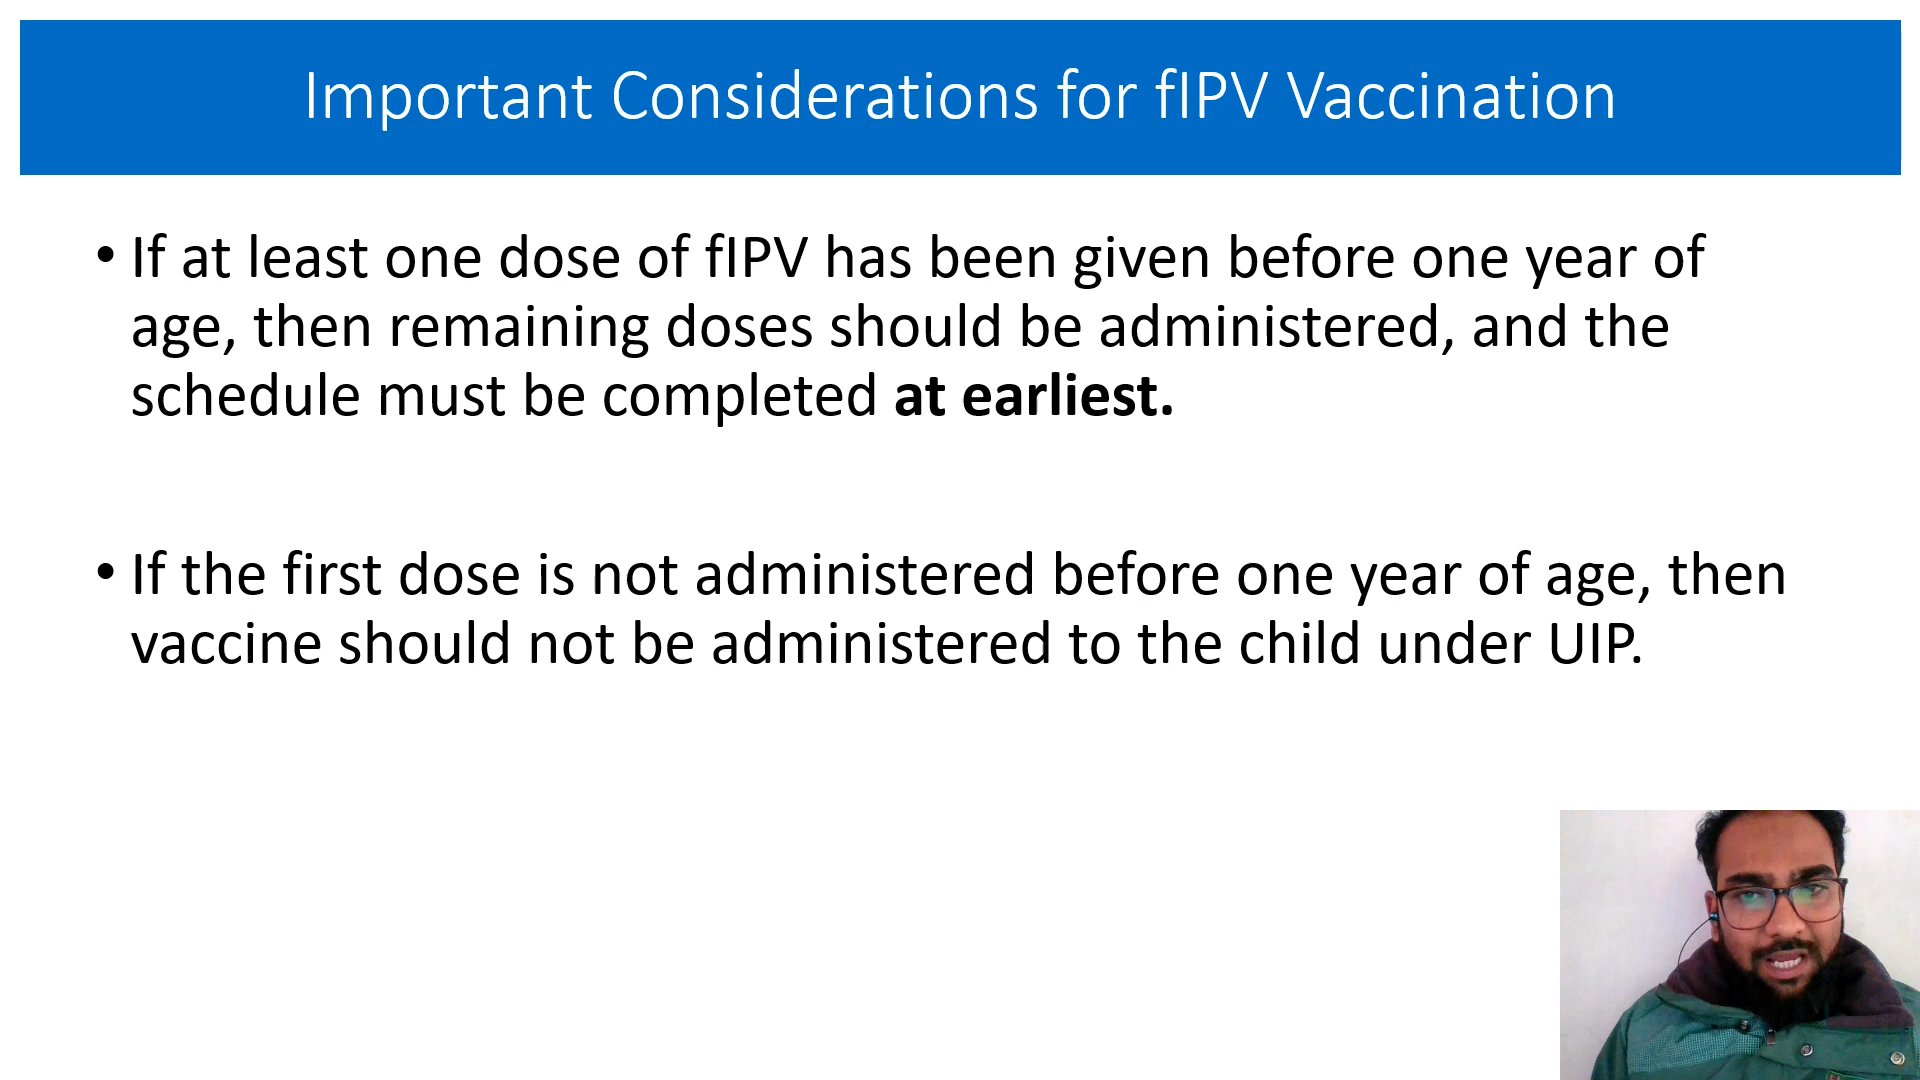 Important Considerations for fIPV Vaccination
• If at least one dose of fIPV has been given before one year of
age, then remaining doses should be administered, and the
schedule must be completed at earliest.
• If the first dose is not administered before one year of age, then
vaccine should not be administered to the child under UIP.